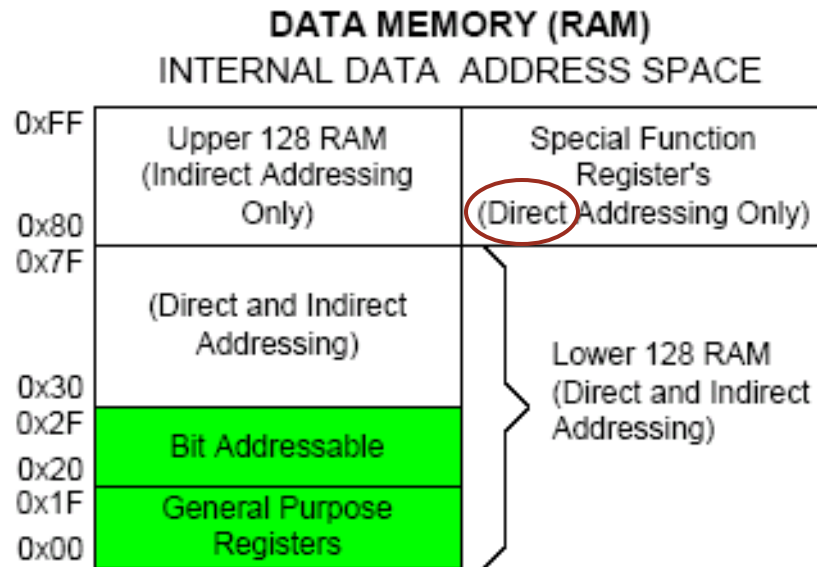 DATA MEMORY (RAM)
INTERNAL DATA ADDRESS SPACE
0xFF
Upper 128 RAM
(Indirect Addressing
Only)
0x80
Special Function
Register's
(Direct Addressing Only)
0x7F
(Direct and Indirect
Addressing)
0x30
Lower 128 RAM
(Direct and Indirect
Addressing)
0x2F
Bit Addressable
0x20
0x1F
General Purpose
Registers
0x00